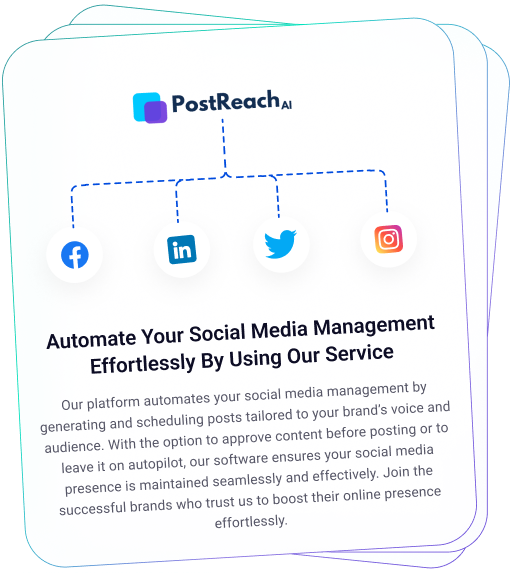 PostReach AI
Automate Your Social Media Management
Effortlessly By Using Our Service
Our platform automates your social media management by
generating and scheduling posts tailored to your brand's voice and
audience. With the option to approve content before posting or to
leave it on autopilot, our software ensures your social media
presence is maintained seamlessly and effectively. Join the
successful brands who trust us to boost their online presence
effortlessly.